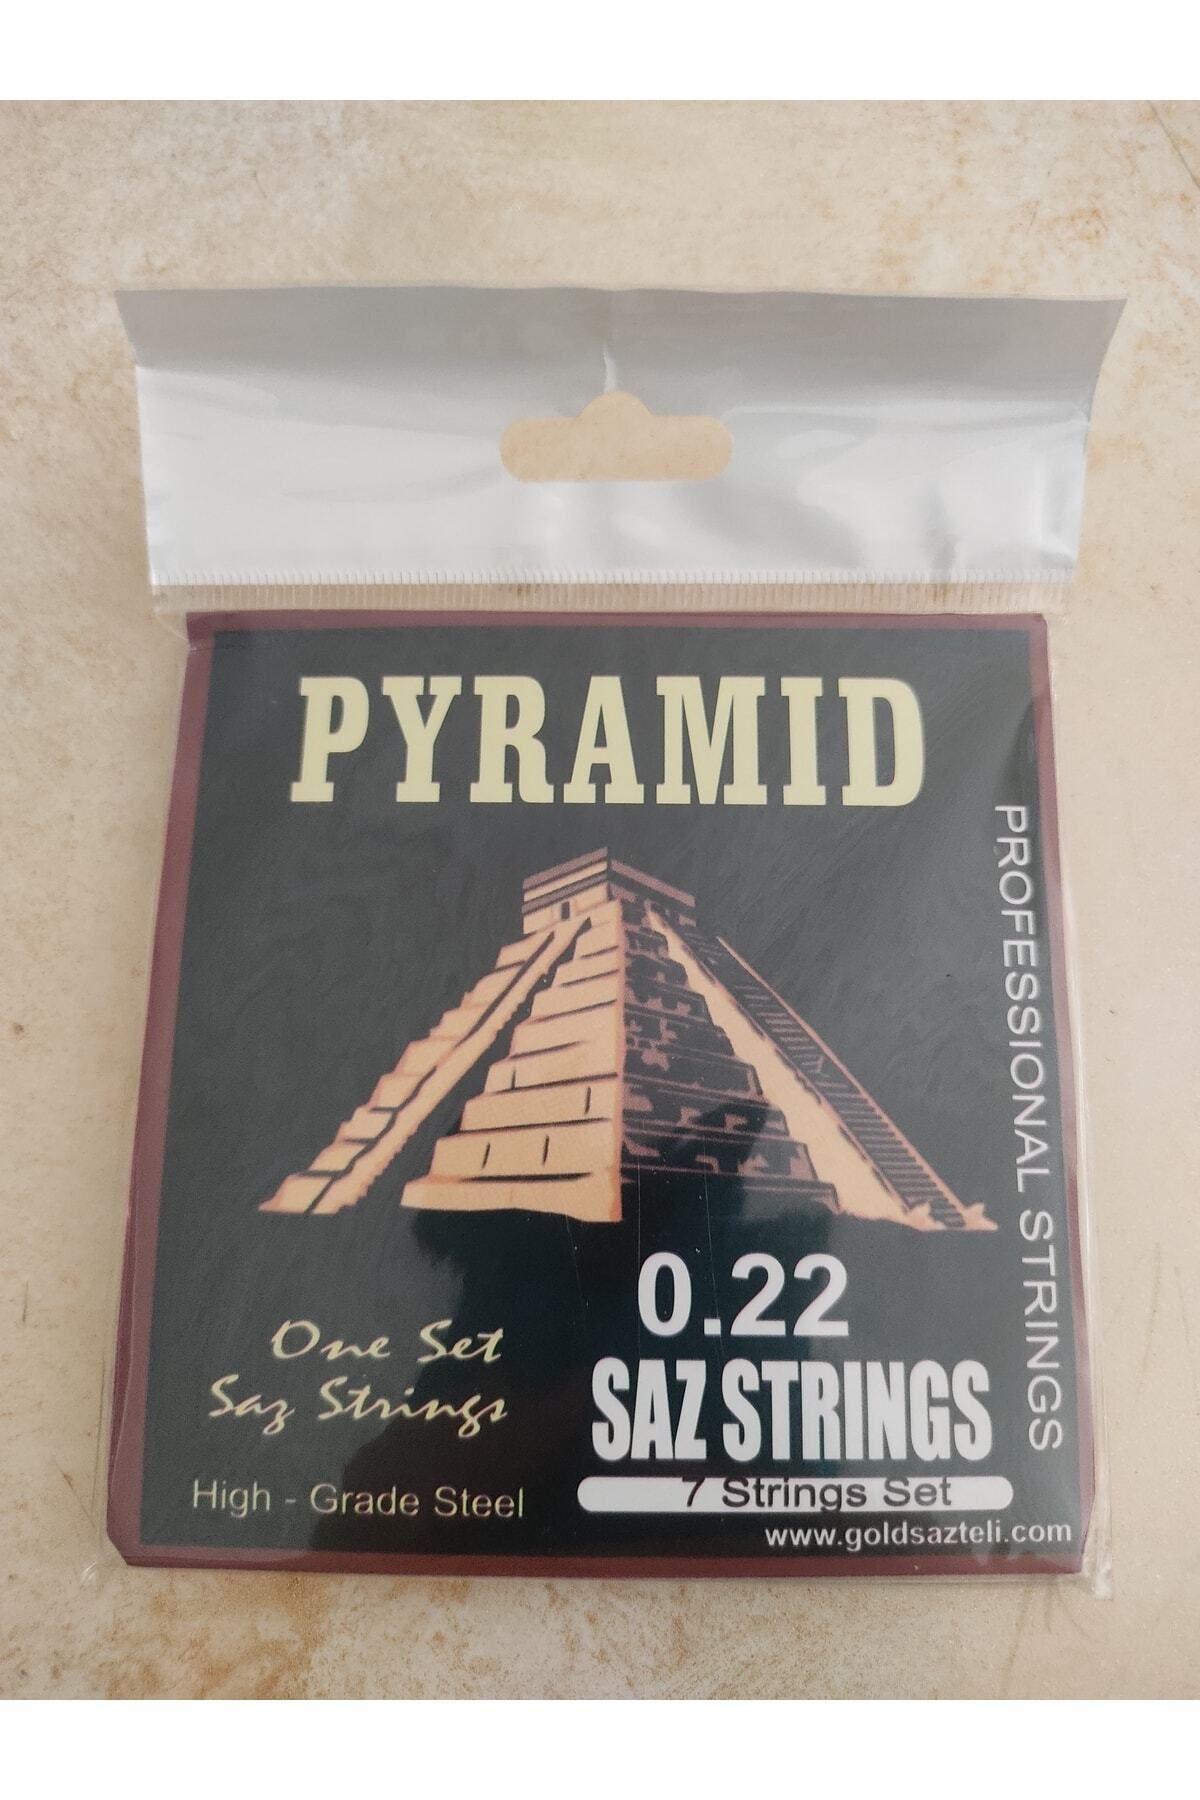 PYRAMID
PROFESSIONAL STRINGS
0.22
SAZ STRINGS
7 Strings Set
One Set
Saz Strings
High - Grade Steel
www.goldsazteli.com